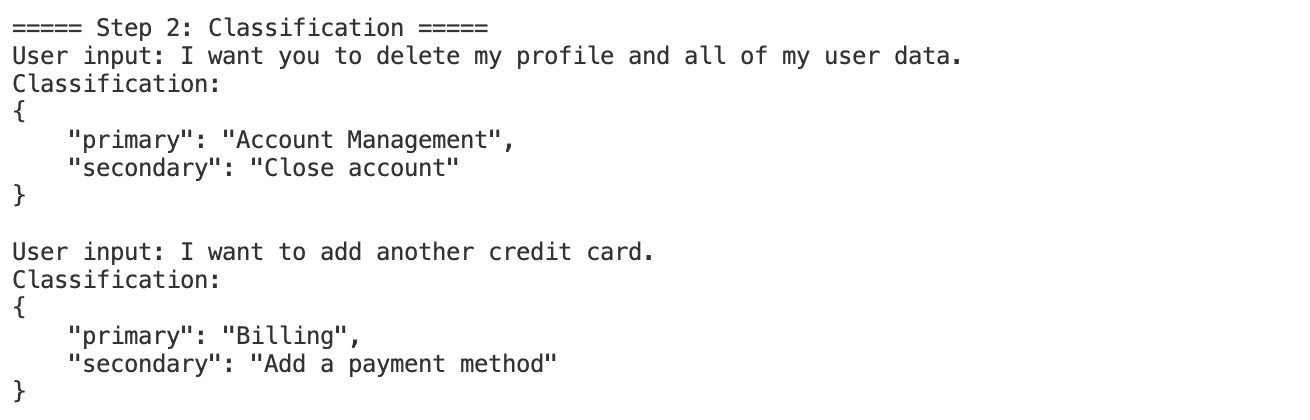 ===== Step 2: Classification =====
User input: I want you to delete my profile and all of my user data.
Classification:
{
    "primary": "Account Management",
    "secondary": "Close account"
}

User input: I want to add another credit card.
Classification:
{
    "primary": "Billing",
    "secondary": "Add a payment method"
}